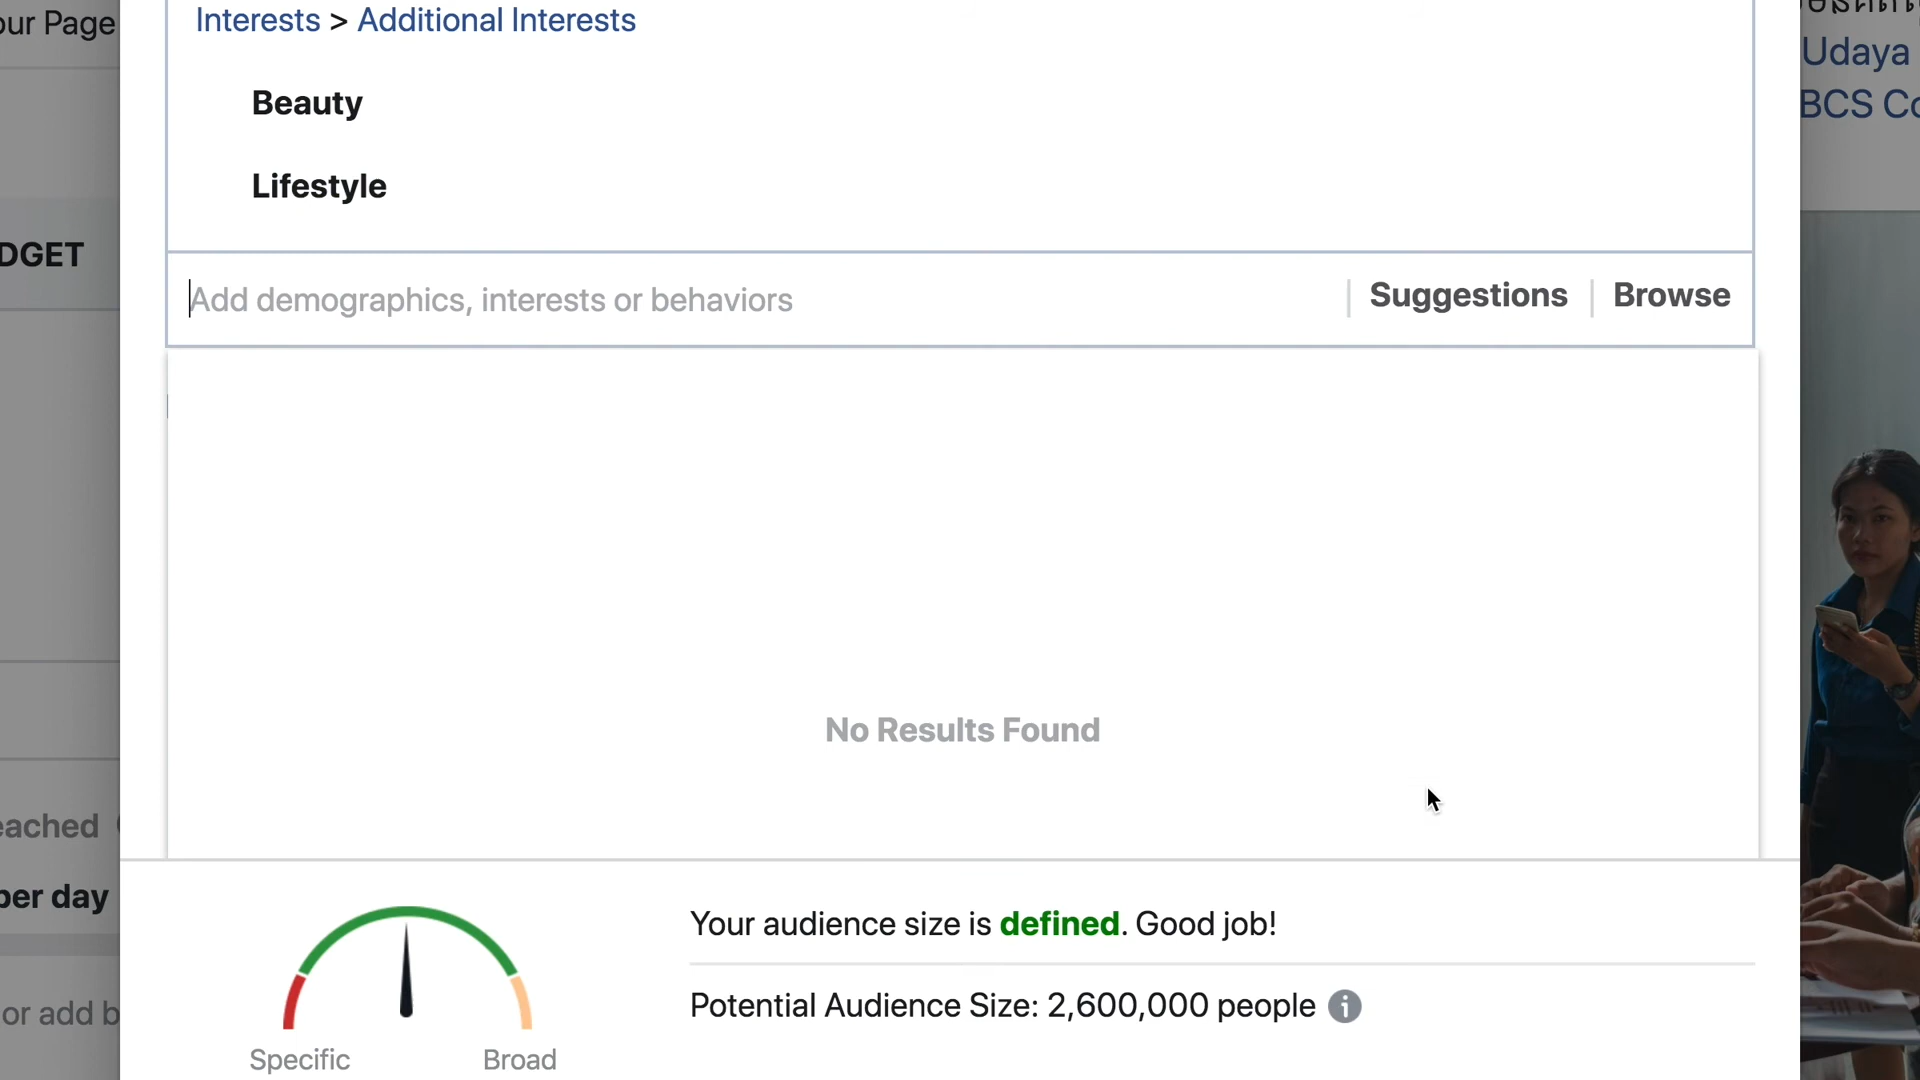 our Page
Interests > Additional Interests
Udaya
BCS Co
Beauty
Lifestyle
DGET
Add demographics, interests or behaviors
Suggestions
Browse
No Results Found
eached
per day
Your audience size is defined. Good job!
Potential Audience Size: 2,600,000 people
or add b
Specific
Broad